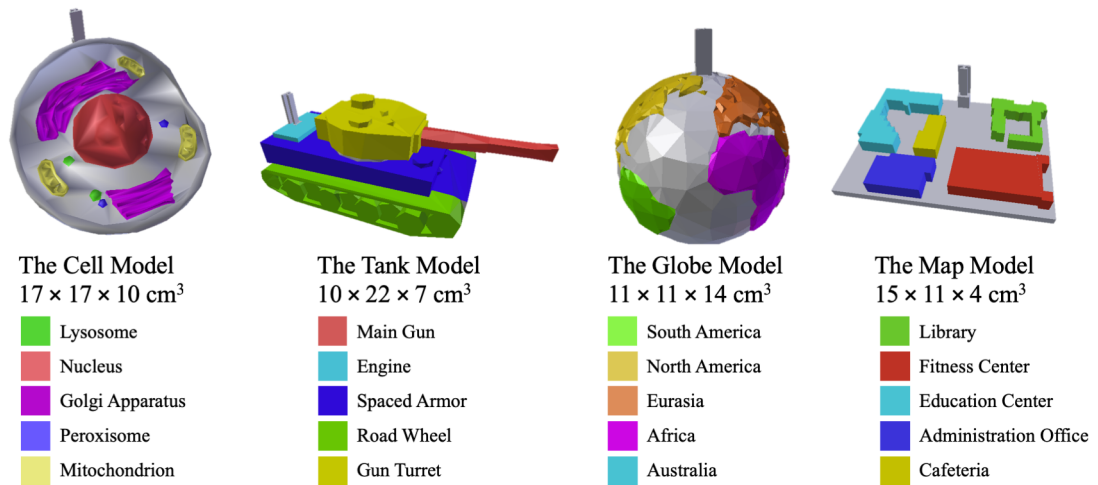 The Cell Model
17 × 17 × 10 cm³
Lysosome
Nucleus
Golgi Apparatus
Peroxisome
Mitochondrion
The Tank Model
10 × 22 × 7 cm³
Main Gun
Engine
Spaced Armor
Road Wheel
Gun Turret
The Globe Model
11 × 11 × 14 cm³
South America
North America
Eurasia
Africa
Australia
The Map Model
15 × 11 × 4 cm³
Library
Fitness Center
Education Center
Administration Office
Cafeteria